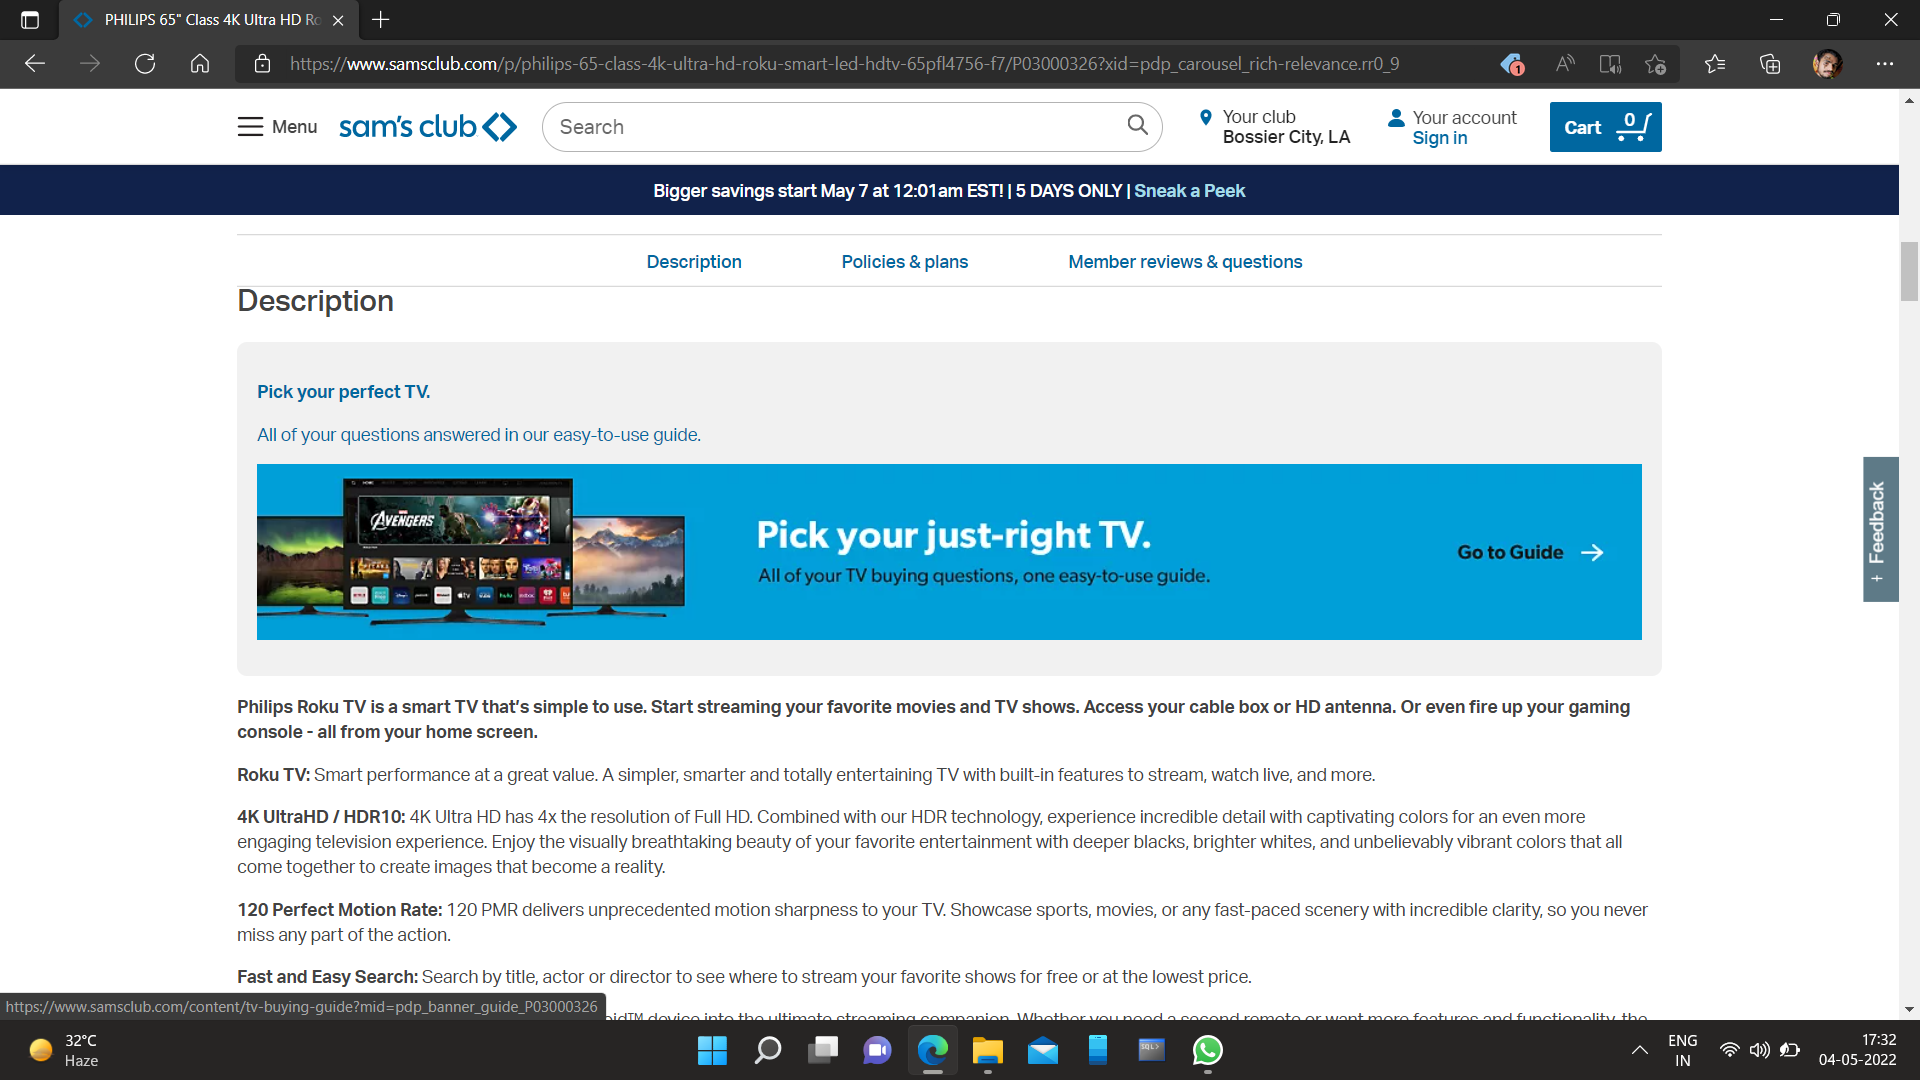 PHILIPS 65" Class 4K Ultra HD Ro
https://www.samsclub.com/p/philips-65-class-4k-ultra-hd-roku-smart-led-hdtv-65pfl4756-f7/P03000326?xid=pdp_carousel_rich-relevance.rr0_9
1
Menu
sam's club
Search
Your club
Bossier City, LA
Your account
Sign in
Cart
0
Bigger savings start May 7 at 12:01am EST! | 5 DAYS ONLY | Sneak a Peek
Description
Policies & plans
Member reviews & questions
Description
Pick your perfect TV.
All of your questions answered in our easy-to-use guide.
AVENGERS
hulu
Pick your just-right TV.
All of your TV buying questions, one easy-to-use guide.
Go to Guide
+ Feedback
Philips Roku TV is a smart TV that's simple to use. Start streaming your favorite movies and TV shows. Access your cable box or HD antenna. Or even fire up your gaming
console - all from your home screen.
Roku TV: Smart performance at a great value. A simpler, smarter and totally entertaining TV with built-in features to stream, watch live, and more.
4K UltraHD / HDR10: 4K Ultra HD has 4x the resolution of Full HD. Combined with our HDR technology, experience incredible detail with captivating colors for an even more
engaging television experience. Enjoy the visually breathtaking beauty of your favorite entertainment with deeper blacks, brighter whites, and unbelievably vibrant colors that all
come together to create images that become a reality.
120 Perfect Motion Rate: 120 PMR delivers unprecedented motion sharpness to your TV. Showcase sports, movies, or any fast-paced scenery with incredible clarity, so you never
miss any part of the action.
Fast and Easy Search: Search by title, actor or director to see where to stream your favorite shows for free or at the lowest price.
oid™ device into the ultimate streaming companion. Whether you need a second remote or want more features and functionality, the
https://www.samsclub.com/content/tv-buying-guide?mid=pdp_banner_guide_P03000326
32°C
Haze
SQL>
ENG
IN
17:32
04-05-2022